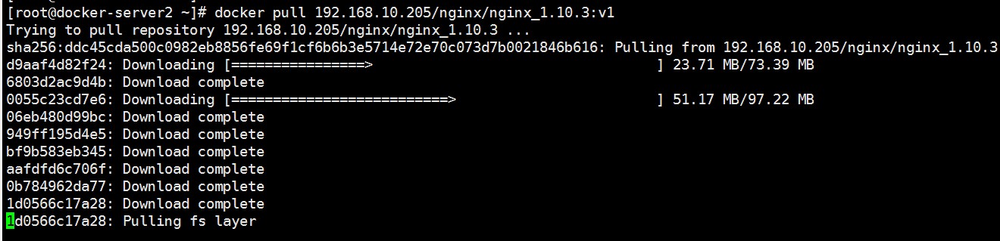 [root@docker-server2 ~]# docker pull 192.168.10.205/nginx/nginx_1.10.3:v1
Trying to pull repository 192.168.10.205/nginx/nginx_1.10.3 ...
sha256:ddc45cda500c0982eb8856fe69f1cf6b6b3e5714e72e70c073d7b0021846b616: Pulling from 192.168.10.205/nginx/nginx_1.10.3
d9aaf4d82f24: Downloading [================>                                  ] 23.71 MB/73.39 MB
6803d2ac9d4b: Download complete
0055c23cd7e6: Downloading [==========================>                        ] 51.17 MB/97.22 MB
06eb480d99bc: Download complete
949ff195d4e5: Download complete
bf9b583eb345: Download complete
aafdfd6c706f: Download complete
0b784962da77: Download complete
1d0566c17a28: Download complete
1d0566c17a28: Pulling fs layer